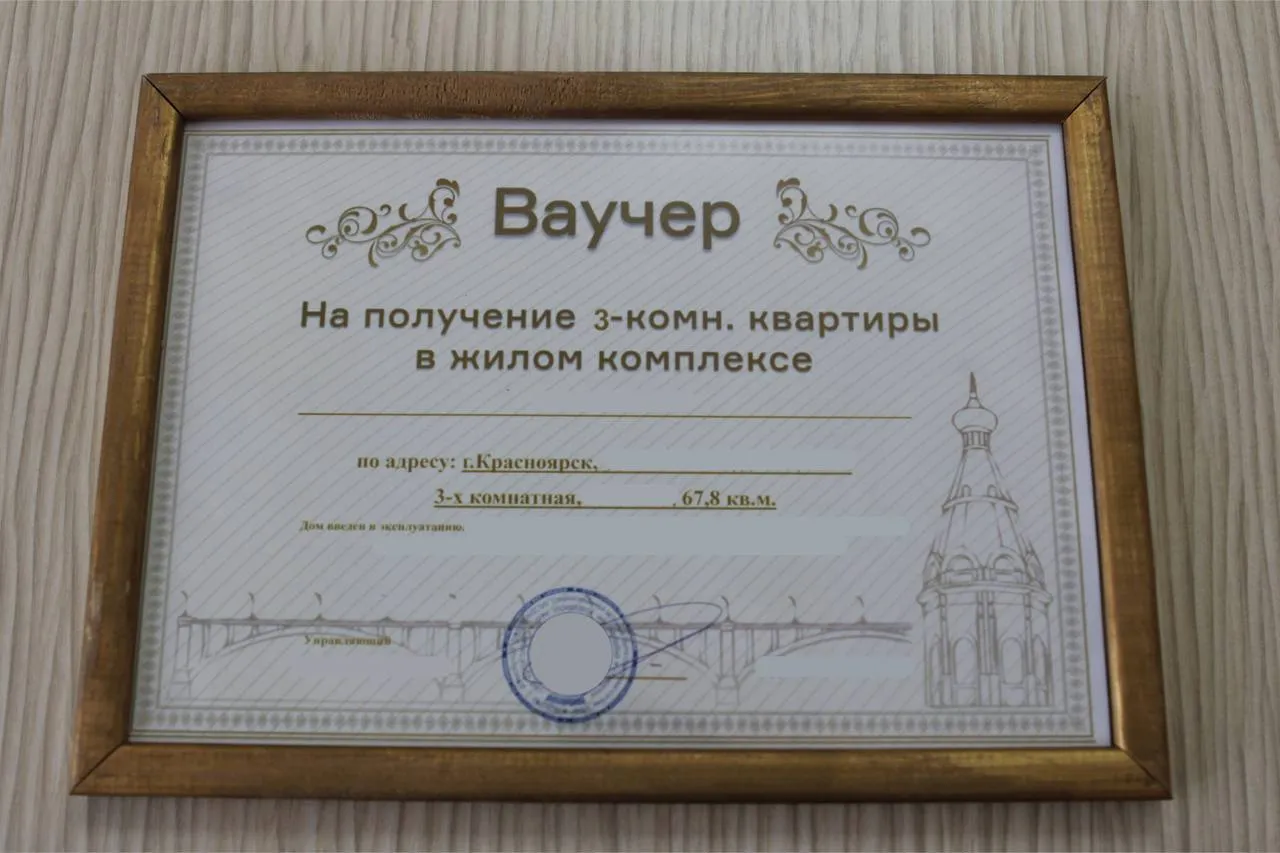 Ваучер
На получение 3-комн. квартиры
в жилом комплексе
по адресу: г.Красноярск,
3-х комнатная, , 67,8 кв.м.
Дом введен в эксплуатацию.
Управляющий